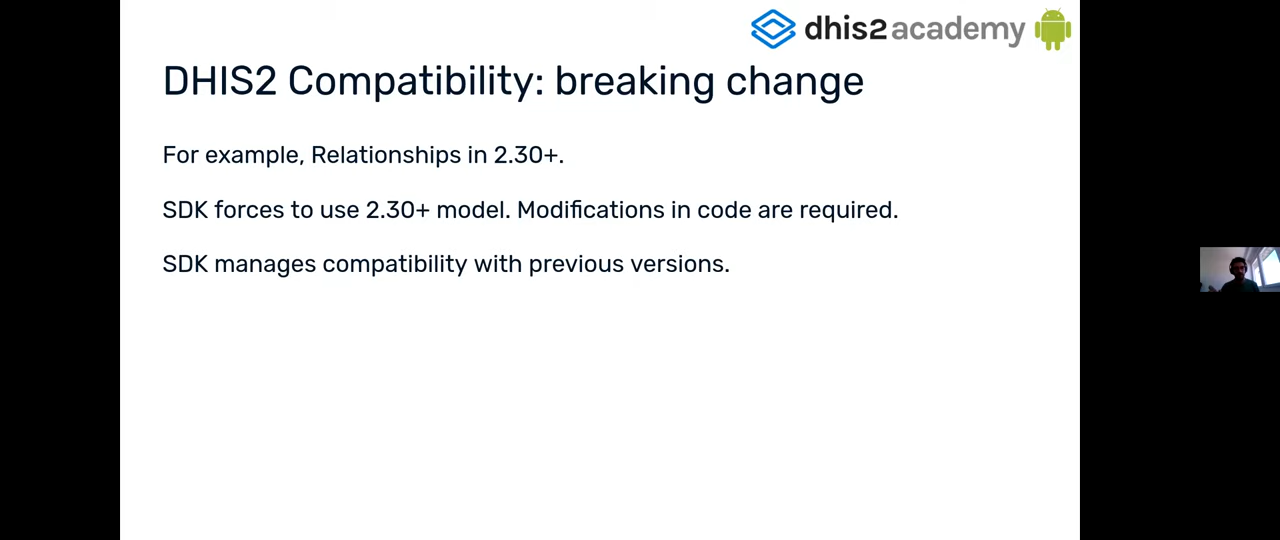 dhis2 academy
DHIS2 Compatibility: breaking change
For example, Relationships in 2.30+.
SDK forces to use 2.30+ model. Modifications in code are required.
SDK manages compatibility with previous versions.